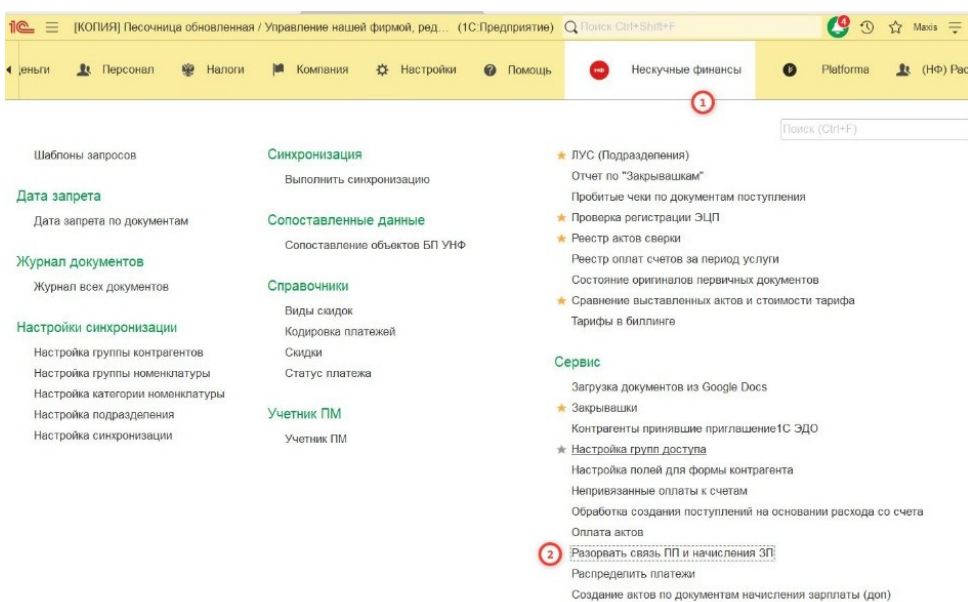 1С [КОПИЯ] Песочница обновленная / Управление нашей фирмой, ред... (1С:Предприятие) Поиск Ctrl+Shift+F 4 Maxis
еньги Персонал Налоги Компания Настройки Помощь НФ Нескучные финансы Platforma (НФ) Рас
1
Поиск (Ctrl+F)
Шаблоны запросов
Дата запрета
Дата запрета по документам
Журнал документов
Журнал всех документов
Настройки синхронизации
Настройка группы контрагентов
Настройка группы номенклатуры
Настройка категории номенклатуры
Настройка подразделения
Настройка синхронизации
Синхронизация
Выполнить синхронизацию
Сопоставленные данные
Сопоставление объектов БП УНФ
Справочники
Виды скидок
Кодировка платежей
Скидки
Статус платежа
Учетник ПМ
Учетник ПМ
ЛУС (Подразделения)
Отчет по "Закрывашкам"
Пробитые чеки по документам поступления
Проверка регистрации ЭЦП
Реестр актов сверки
Реестр оплат счетов за период услуги
Состояние оригиналов первичных документов
Сравнение выставленных актов и стоимости тарифа
Тарифы в биллинге
Сервис
Загрузка документов из Google Docs
Закрывашки
Контрагенты принявшие приглашение1С ЭДО
Настройка групп доступа
Настройка полей для формы контрагента
Непривязанные оплаты к счетам
Обработка создания поступлений на основании расхода со счета
Оплата актов
2 Разорвать связь ПП и начисления ЗП
Распределить платежи
Создание актов по документам начисления зарплаты (доп)